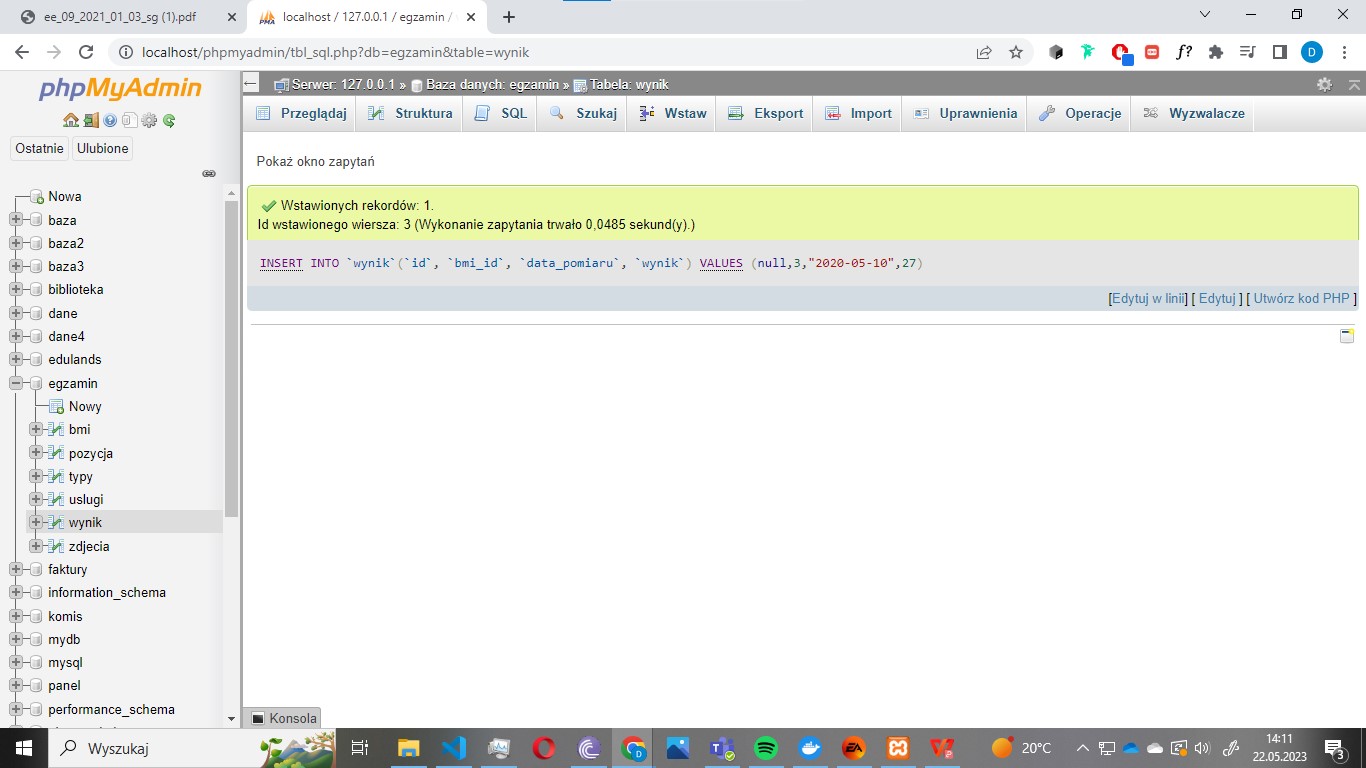 ee_09_2021_01_03_sg (1).pdf
localhost / 127.0.0.1 / egzamin /
localhost/phpmyadmin/tbl_sql.php?db=egzamin&table=wynik
f?
D
phpMyAdmin
Ostatnie
Ulubione
Nowa
baza
baza2
baza3
biblioteka
dane
dane4
edulands
egzamin
Nowy
bmi
pozycja
typy
uslugi
wynik
zdjecia
faktury
information_schema
komis
mydb
mysql
panel
performance_schema
Serwer: 127.0.0.1 » Baza danych: egzamin » Tabela: wynik
Przeglądaj
Struktura
SQL
Szukaj
Wstaw
Eksport
Import
Uprawnienia
Operacje
Wyzwalacze
Pokaż okno zapytań
Wstawionych rekordów: 1.
Id wstawionego wiersza: 3 (Wykonanie zapytania trwało 0,0485 sekund(y).)
INSERT INTO `wynik`(`id`, `bmi_id`, `data_pomiaru`, `wynik`) VALUES (null,3,"2020-05-10",27)
[Edytuj w linii] [ Edytuj ] [ Utwórz kod PHP ]
Konsola
Wyszukaj
20°C
14:11
22.05.2023
3